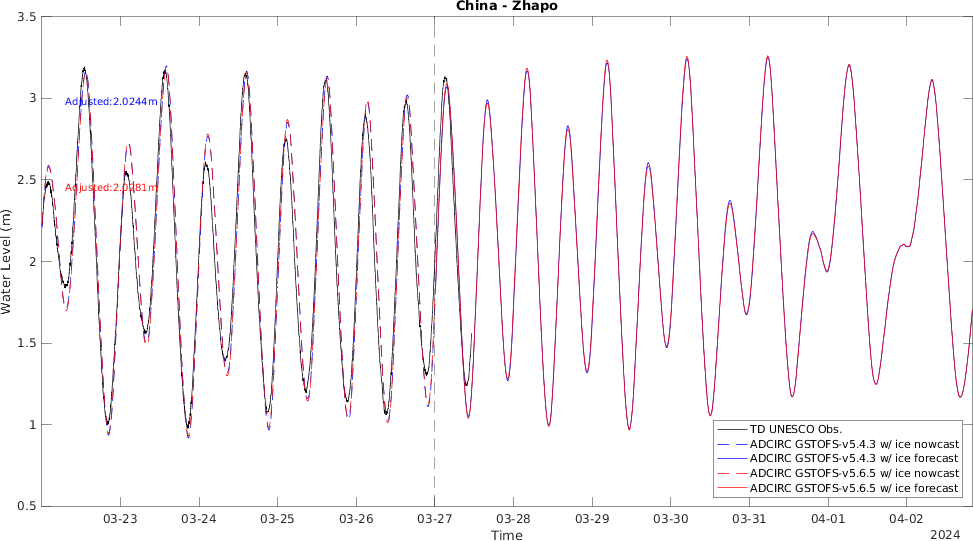 China - Zhapo
3.5
3
2.5
2
1.5
1
0.5
Water Level (m)
Adjusted:2.0244m
Adjusted:2.0281m
TD UNESCO Obs.
ADCIRC GSTOFS-v5.4.3 w/ ice nowcast
ADCIRC GSTOFS-v5.4.3 w/ ice forecast
ADCIRC GSTOFS-v5.6.5 w/ ice nowcast
ADCIRC GSTOFS-v5.6.5 w/ ice forecast
03-23 03-24 03-25 03-26 03-27 03-28 03-29 03-30 03-31 04-01 04-02
Time
2024